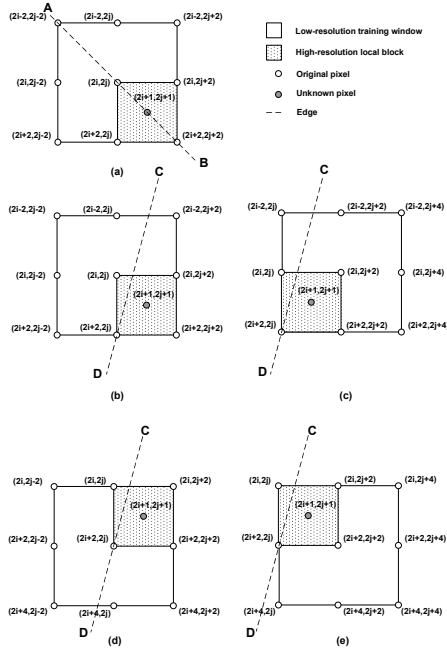 A
(2i-2,2j-2) (2i-2,2j) (2i-2,2j+2)
(2i,2j-2) (2i,2j) (2i,2j+2)
(2i+1,2j+1)
(2i+2,2j-2) (2i+2,2j) (2i+2,2j+2)
B
(a)
Low-resolution training window
High-resolution local block
Original pixel
Unknown pixel
Edge
C
(2i-2,2j-2) (2i-2,2j) (2i-2,2j+2)
(2i,2j-2) (2i,2j) (2i,2j+2)
(2i+1,2j+1)
(2i+2,2j-2) (2i+2,2j) (2i+2,2j+2)
D
(b)
C
(2i-2,2j) (2i-2,2j+2) (2i-2,2j+4)
(2i,2j) (2i,2j+2) (2i,2j+4)
(2i+1,2j+1)
(2i+2,2j) (2i+2,2j+2) (2i+2,2j+4)
D
(c)
C
(2i,2j-2) (2i,2j) (2i,2j+2)
(2i+1,2j+1)
(2i+2,2j-2) (2i+2,2j) (2i+2,2j+2)
(2i+4,2j-2) (2i+4,2j) (2i+4,2j+2)
D
(d)
C
(2i,2j) (2i,2j+2) (2i,2j+4)
(2i+1,2j+1)
(2i+2,2j) (2i+2,2j+2) (2i+2,2j+4)
(2i+4,2j) (2i+4,2j+2) (2i+4,2j+4)
D
(e)